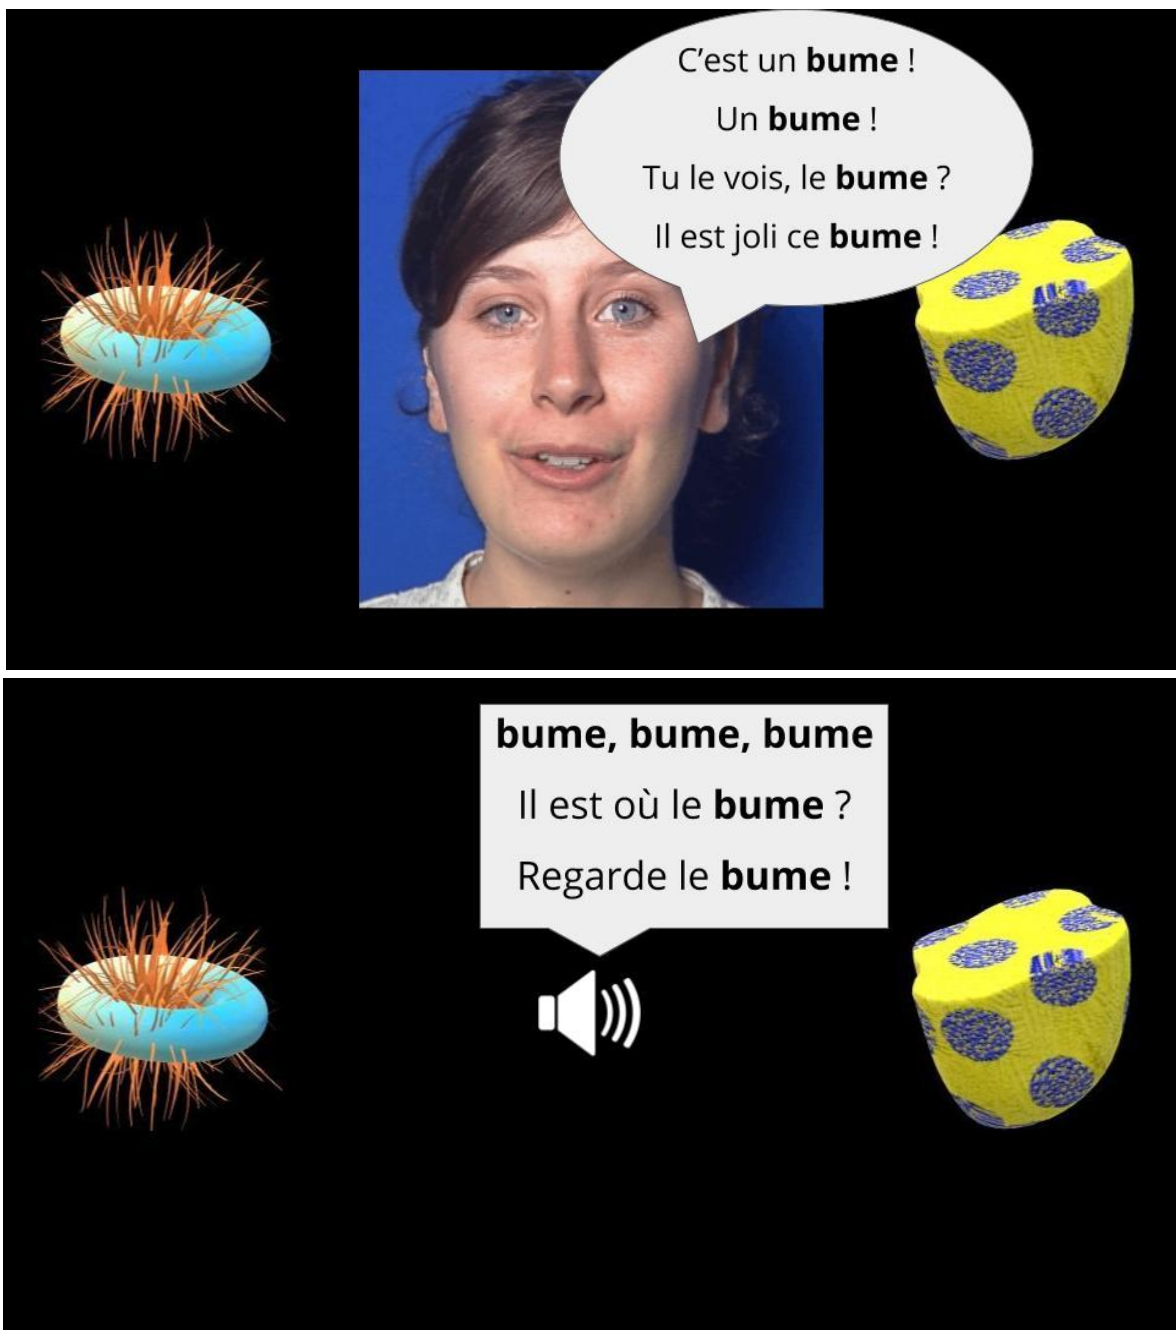 C’est un bume !
Un bume !
Tu le vois, le bume ?
Il est joli ce bume !
bume, bume, bume
Il est où le bume ?
Regarde le bume !